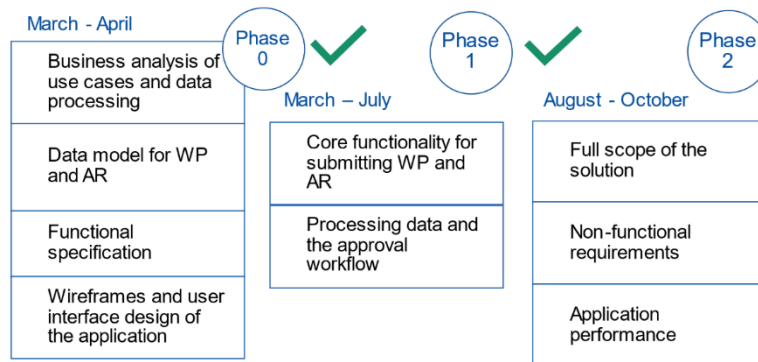 March - April
Phase
0
Business analysis of
use cases and data
processing
Data model for WP
and AR
Functional
specification
Wireframes and user
interface design of
the application
Phase
1
March – July
Core functionality for
submitting WP and
AR
Processing data and
the approval
workflow
Phase
2
August - October
Full scope of the
solution
Non-functional
requirements
Application
performance